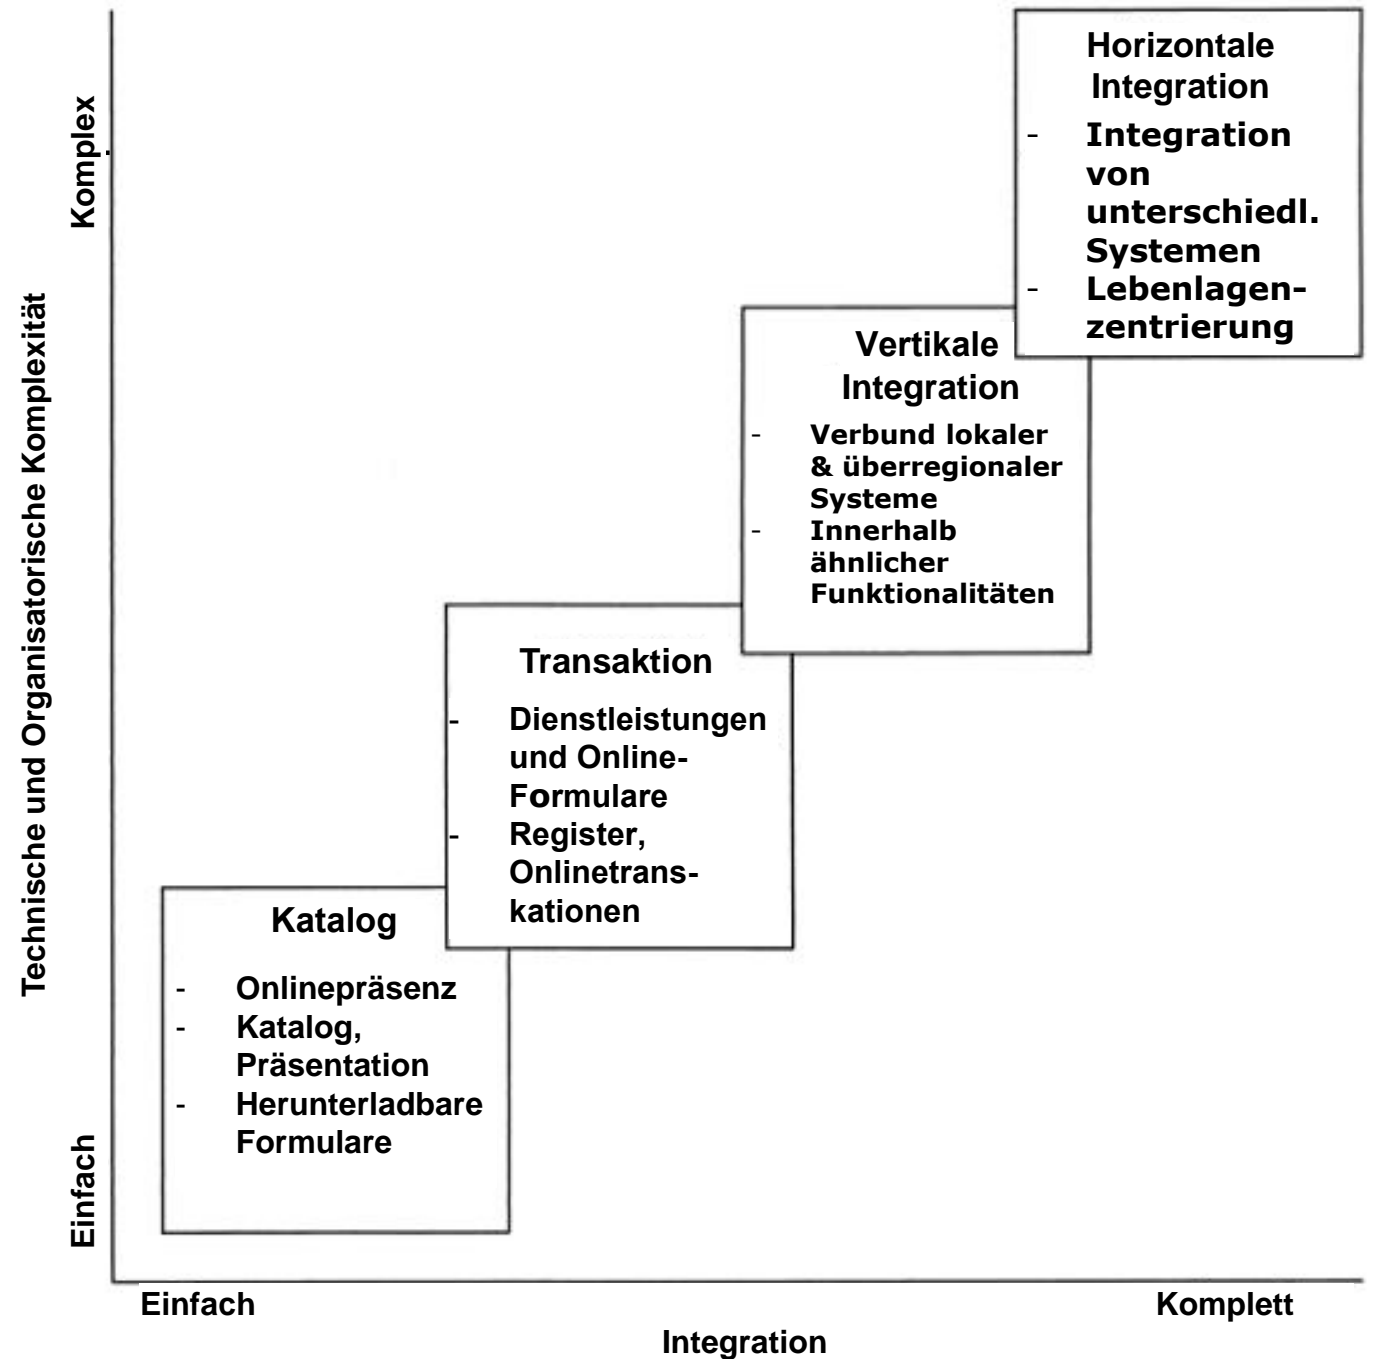 Komplex
Technische und Organisatorische Komplexität
Einfach
Horizontale
Integration
- Integration
von
unterschiedl.
Systemen
- Lebenlagen-
zentrierung
Vertikale
Integration
- Verbund lokaler
& überregionaler
Systeme
- Innerhalb
ähnlicher
Funktionalitäten
Transaktion
- Dienstleistungen
und Online-
Formulare
- Register,
Onlinetrans-
kationen
Katalog
- Onlinepräsenz
- Katalog,
Präsentation
- Herunterladbare
Formulare
Einfach
Komplett
Integration